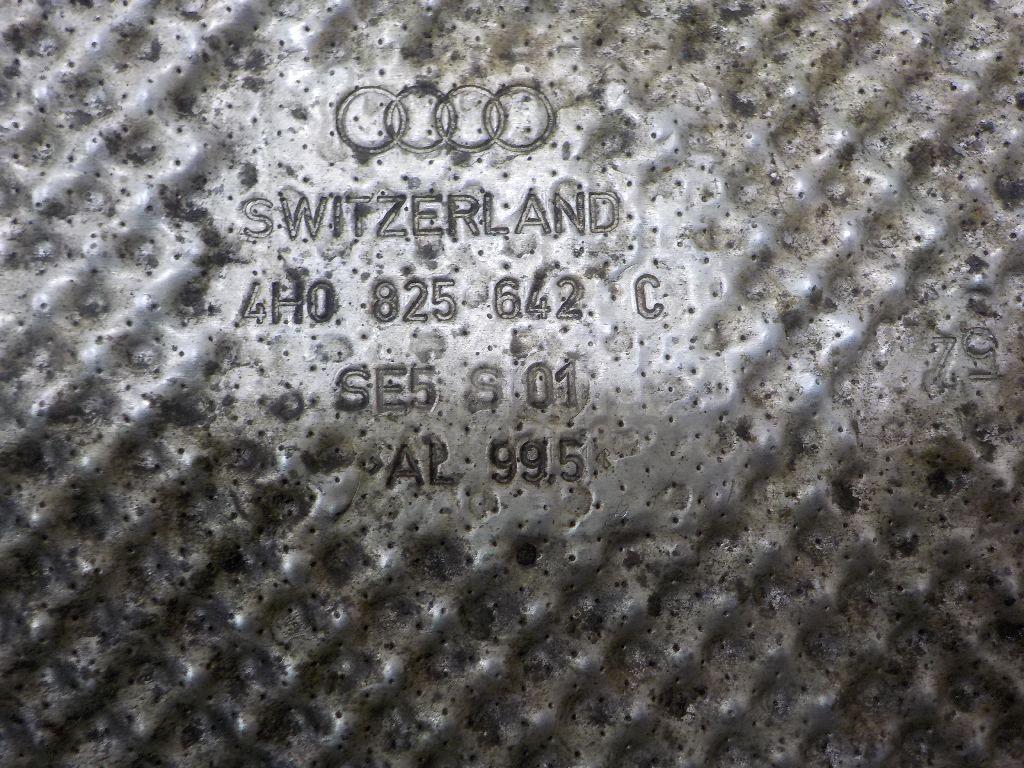 SWITZERLAND
4H0 825 642 C
SE5 S 01
>AL 99.5<